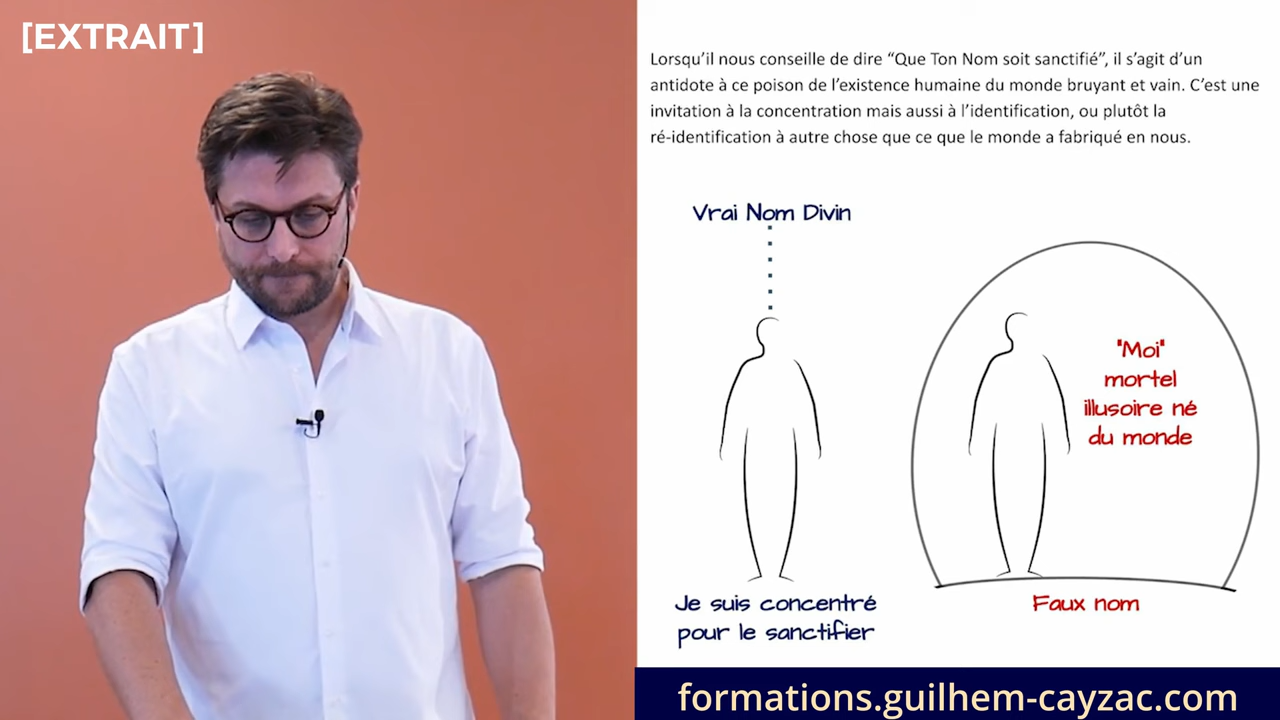 [EXTRAIT]
Lorsqu’il nous conseille de dire “Que Ton Nom soit sanctifié”, il s’agit d’un
antidote à ce poison de l’existence humaine du monde bruyant et vain. C’est une
invitation à la concentration mais aussi à l’identification, ou plutôt la
ré-identification à autre chose que ce que le monde a fabriqué en nous.
Vrai Nom Divin
"Moi"
mortel
illusoire né
du monde
Je suis concentré
pour le sanctifier
Faux nom
formations.guilhem-cayzac.com